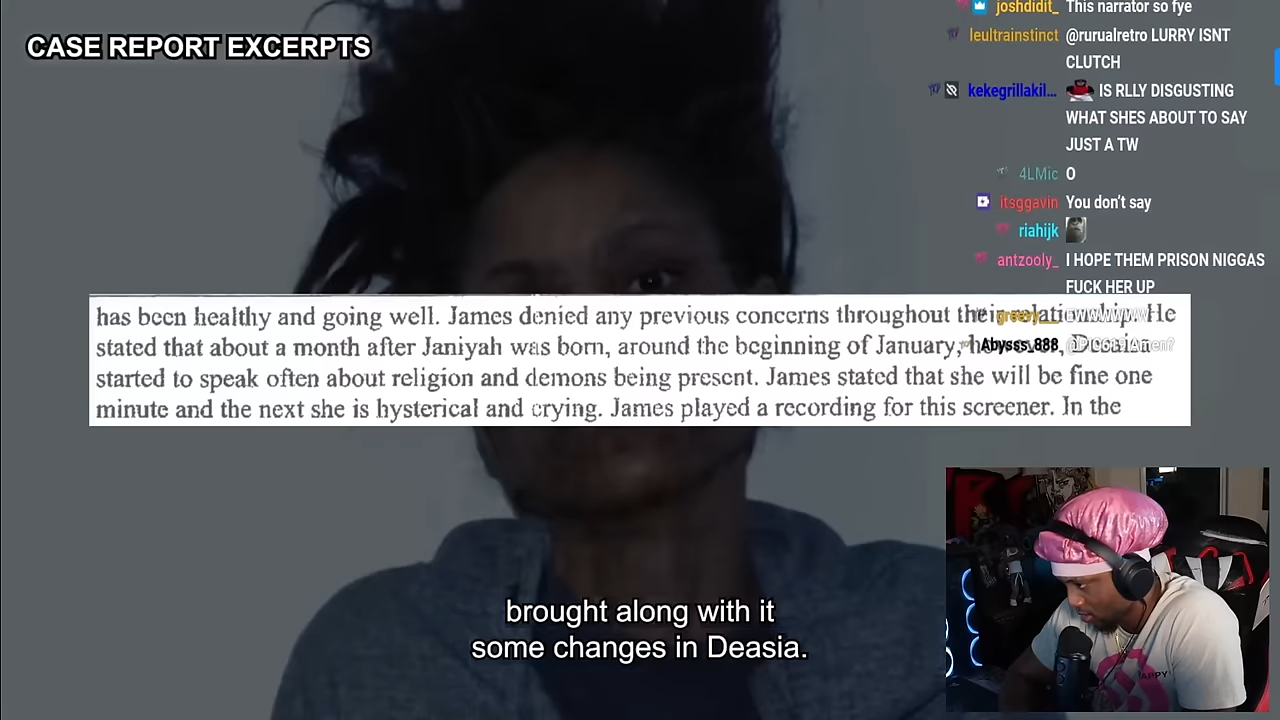 CASE REPORT EXCERPTS
joshdidit_ This narrator so fye
leultrainstinct @rurualretro LURRY ISNT
CLUTCH
kekegrillakil... IS RLLY DISGUSTING
WHAT SHES ABOUT TO SAY
JUST A TW
4LMic O
itsggavin You don't say
riahijk
antzooly_ I HOPE THEM PRISON NIGGAS
FUCK HER UP
has been healthy and going well. James denied any previous concerns throughout their relationship. He
stated that about a month after Janiyah was born, around the beginning of January, however, Deasia
Abysss_888
started to speak often about religion and demons being present. James stated that she will be fine one
minute and the next she is hysterical and crying. James played a recording for this screener. In the
brought along with it
some changes in Deasia.
APPY